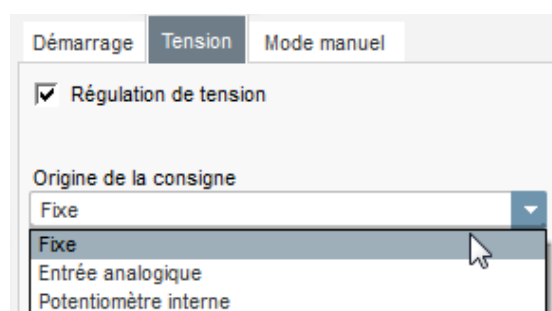 Démarrage Tension Mode manuel
Régulation de tension
Origine de la consigne
Fixe
Fixe
Entrée analogique
Potentiomètre interne